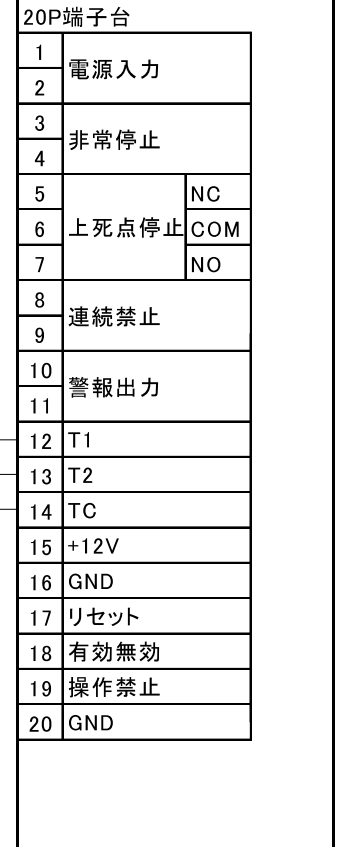 20P端子台
1
2
電源入力
3
4
非常停止
5
6
7
上死点停止
NC
COM
NO
8
9
連続禁止
10
11
警報出力
12 T1
13 T2
14 TC
15 +12V
16 GND
17 リセット
18 有効無効
19 操作禁止
20 GND